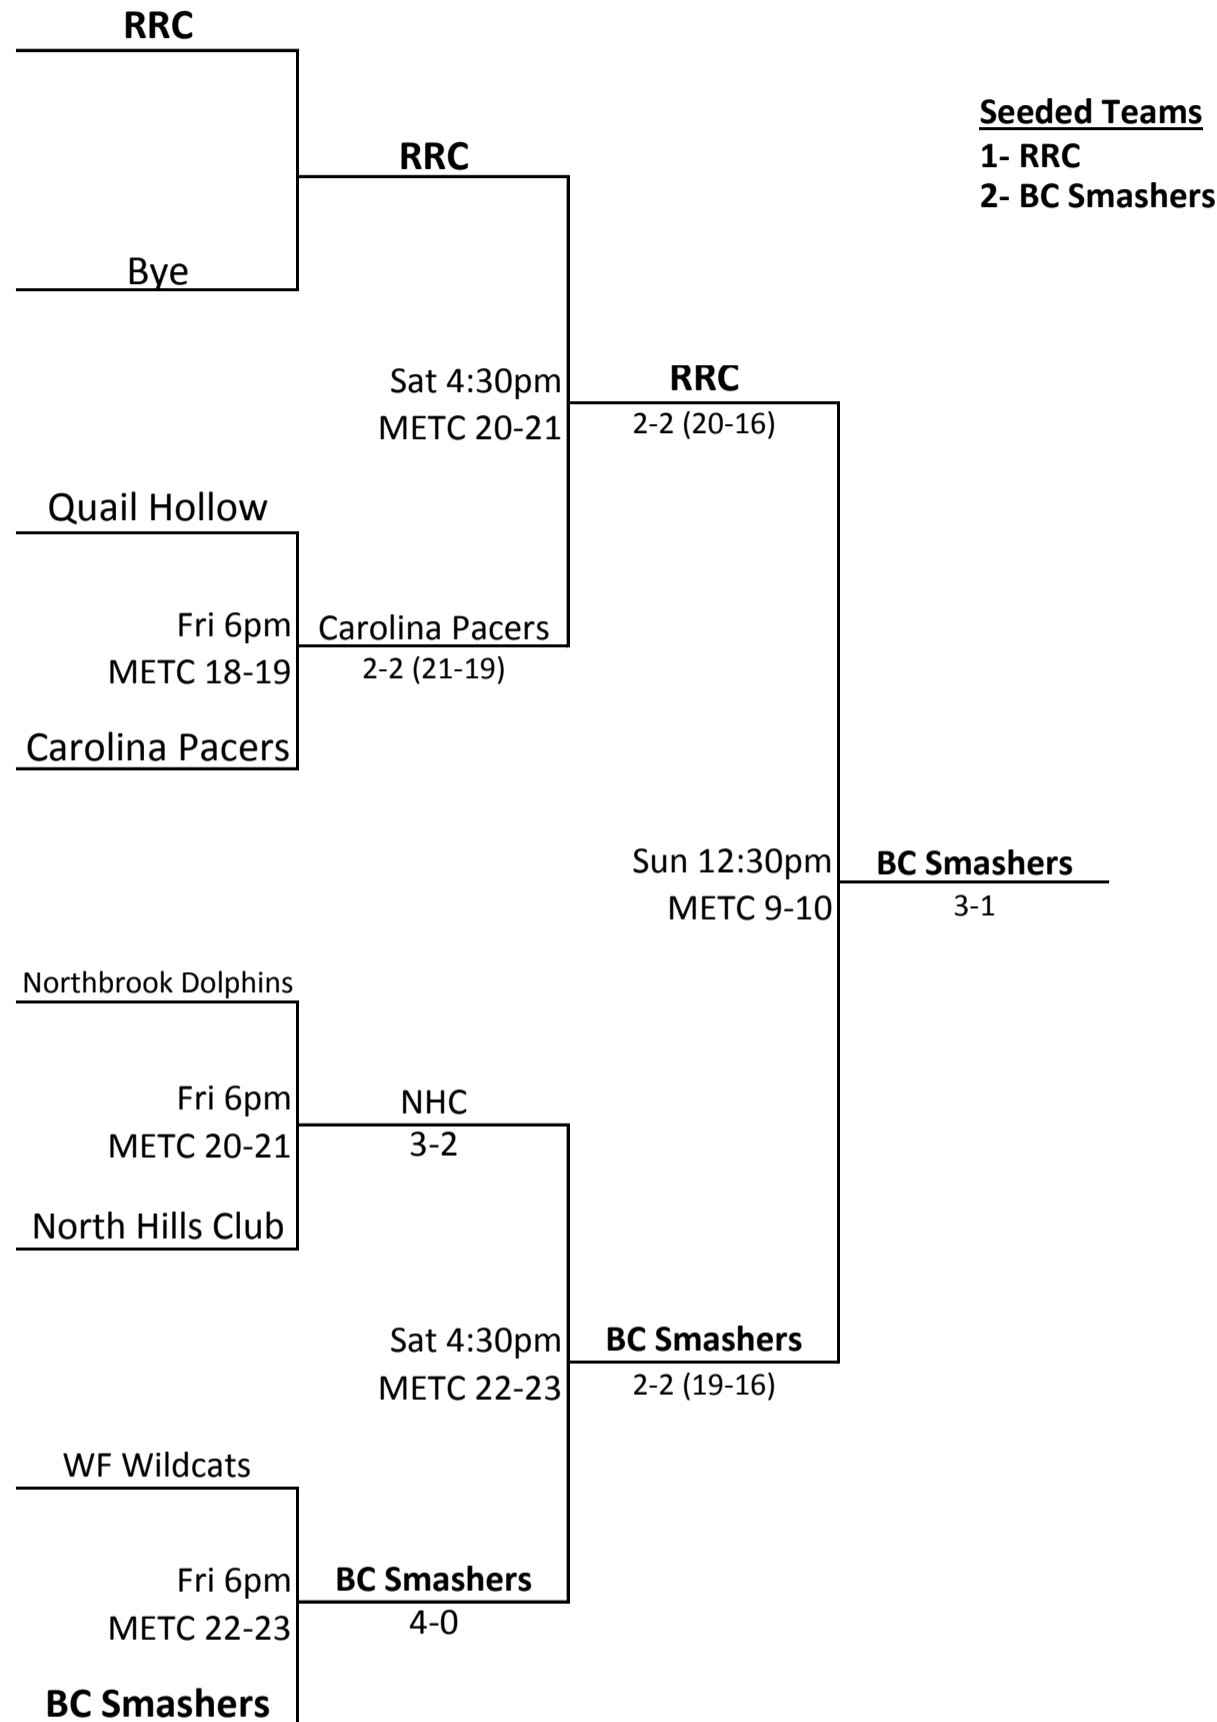 RRC
Seeded Teams
1- RRC
2- BC Smashers
RRC
Bye
Sat 4:30pm
METC 20-21
RRC
2-2 (20-16)
Quail Hollow
Fri 6pm
METC 18-19
Carolina Pacers
2-2 (21-19)
Carolina Pacers
Sun 12:30pm
METC 9-10
BC Smashers
3-1
Northbrook Dolphins
Fri 6pm
METC 20-21
NHC
3-2
North Hills Club
Sat 4:30pm
METC 22-23
BC Smashers
2-2 (19-16)
WF Wildcats
Fri 6pm
METC 22-23
BC Smashers
4-0
BC Smashers